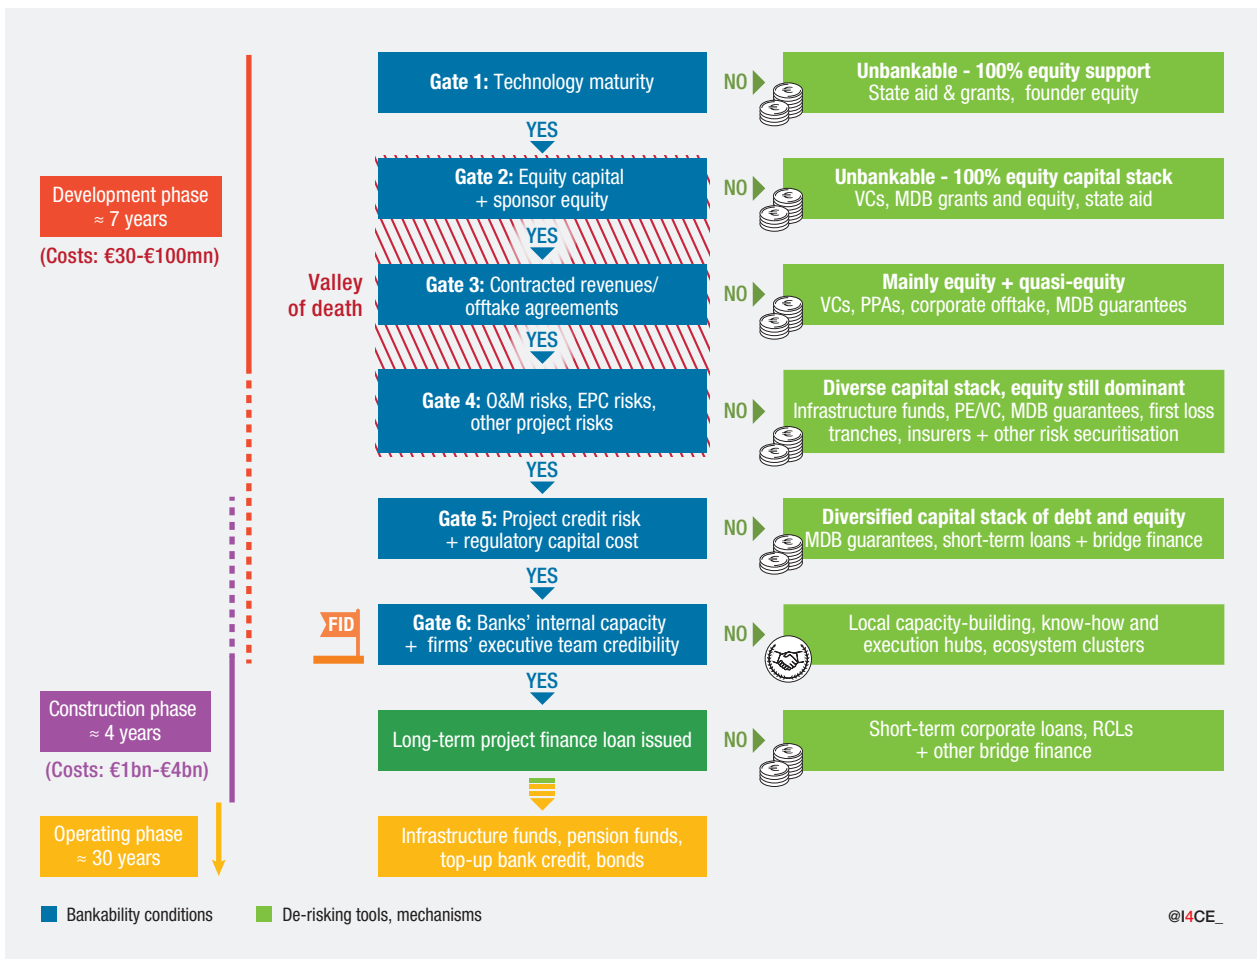 Gate 1: Technology maturity
NO
Unbankable - 100% equity support
State aid & grants, founder equity
YES
Development phase
≈ 7 years
(Costs: €30-€100mn)
Valley
of death
Gate 2: Equity capital
+ sponsor equity
NO
Unbankable - 100% equity capital stack
VCs, MDB grants and equity, state aid
YES
Gate 3: Contracted revenues/
offtake agreements
NO
Mainly equity + quasi-equity
VCs, PPAs, corporate offtake, MDB guarantees
YES
Gate 4: O&M risks, EPC risks,
other project risks
NO
Diverse capital stack, equity still dominant
Infrastructure funds, PE/VC, MDB guarantees, first loss
tranches, insurers + other risk securitisation
YES
Gate 5: Project credit risk
+ regulatory capital cost
NO
Diversified capital stack of debt and equity
MDB guarantees, short-term loans + bridge finance
YES
FID
Gate 6: Banks' internal capacity
+ firms' executive team credibility
NO
Local capacity-building, know-how and
execution hubs, ecosystem clusters
YES
Construction phase
≈ 4 years
(Costs: €1bn-€4bn)
Long-term project finance loan issued
NO
Short-term corporate loans, RCLs
+ other bridge finance
Operating phase
≈ 30 years
Infrastructure funds, pension funds,
top-up bank credit, bonds
Bankability conditions
De-risking tools, mechanisms
@I4CE_